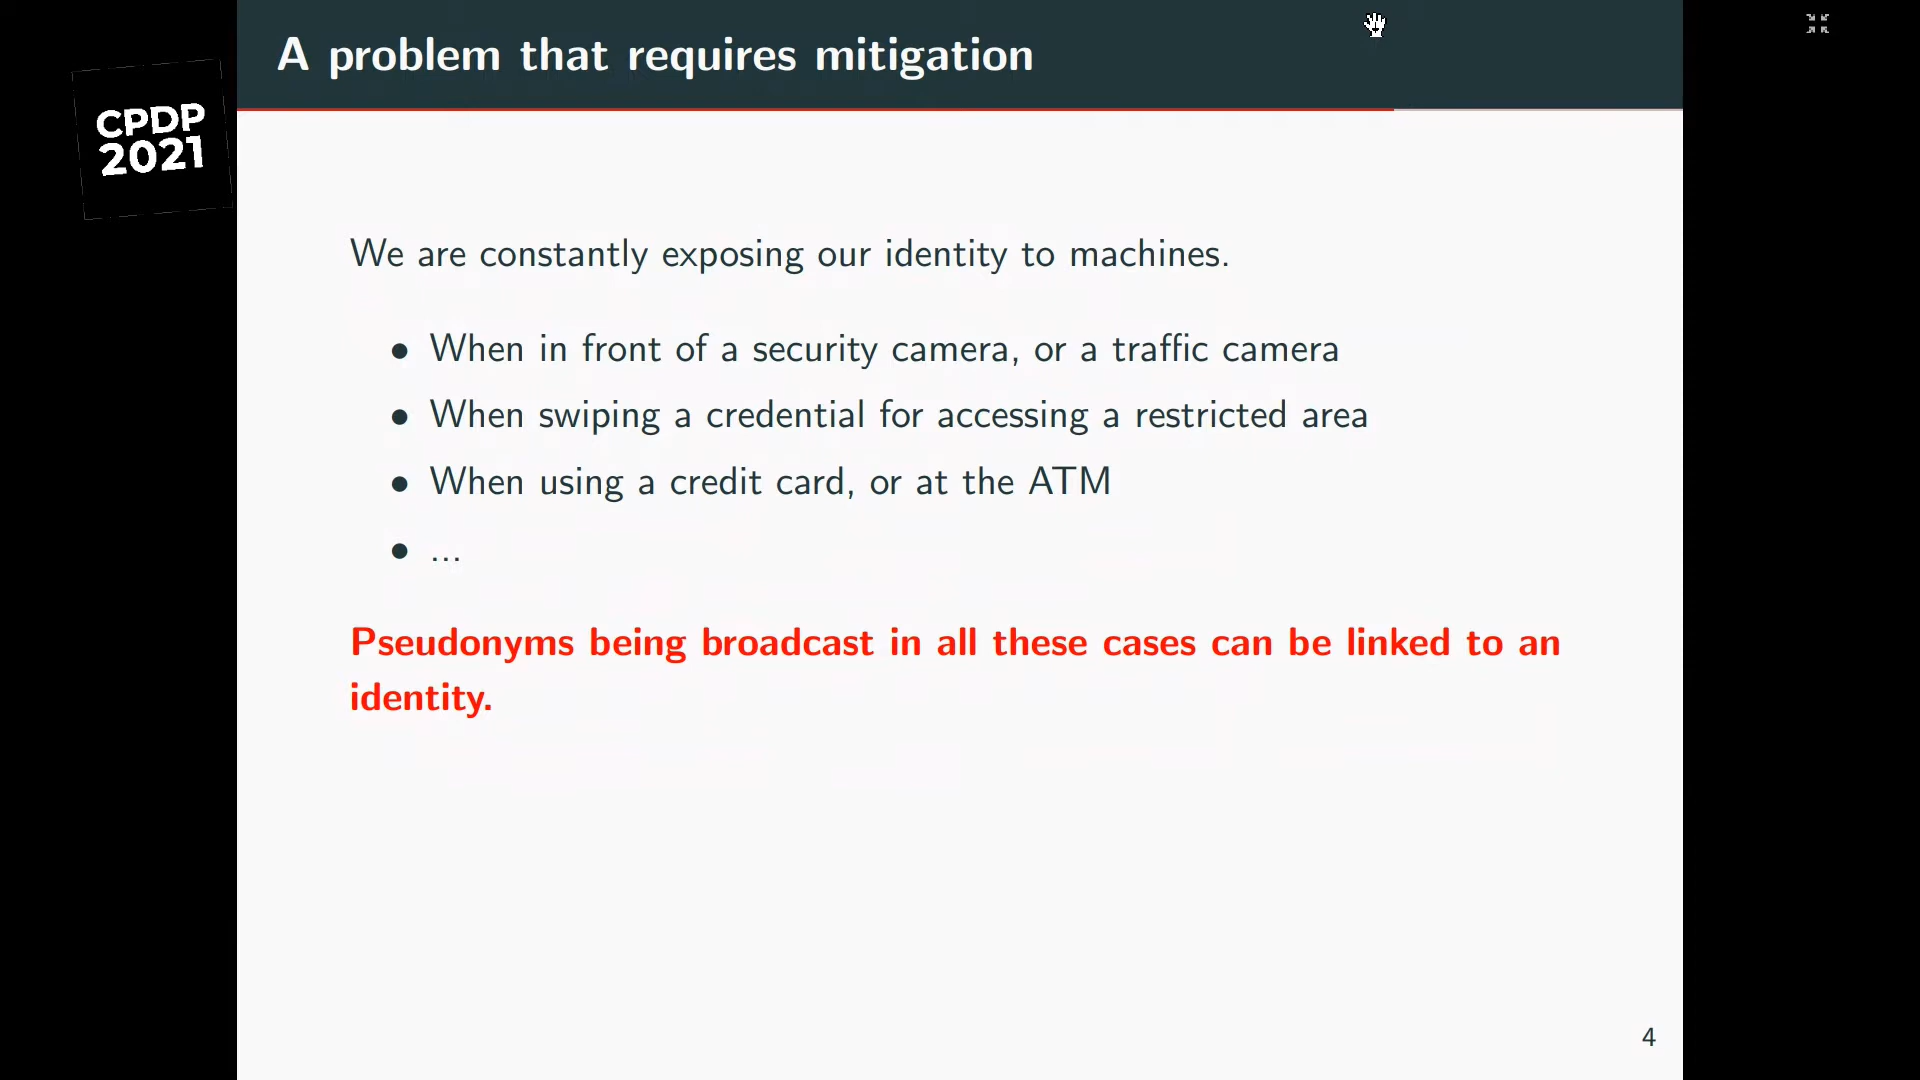 A problem that requires mitigation
CPDP
2021
We are constantly exposing our identity to machines.
• When in front of a security camera, or a traffic camera
• When swiping a credential for accessing a restricted area
• When using a credit card, or at the ATM
• ...
Pseudonyms being broadcast in all these cases can be linked to an
identity.
4